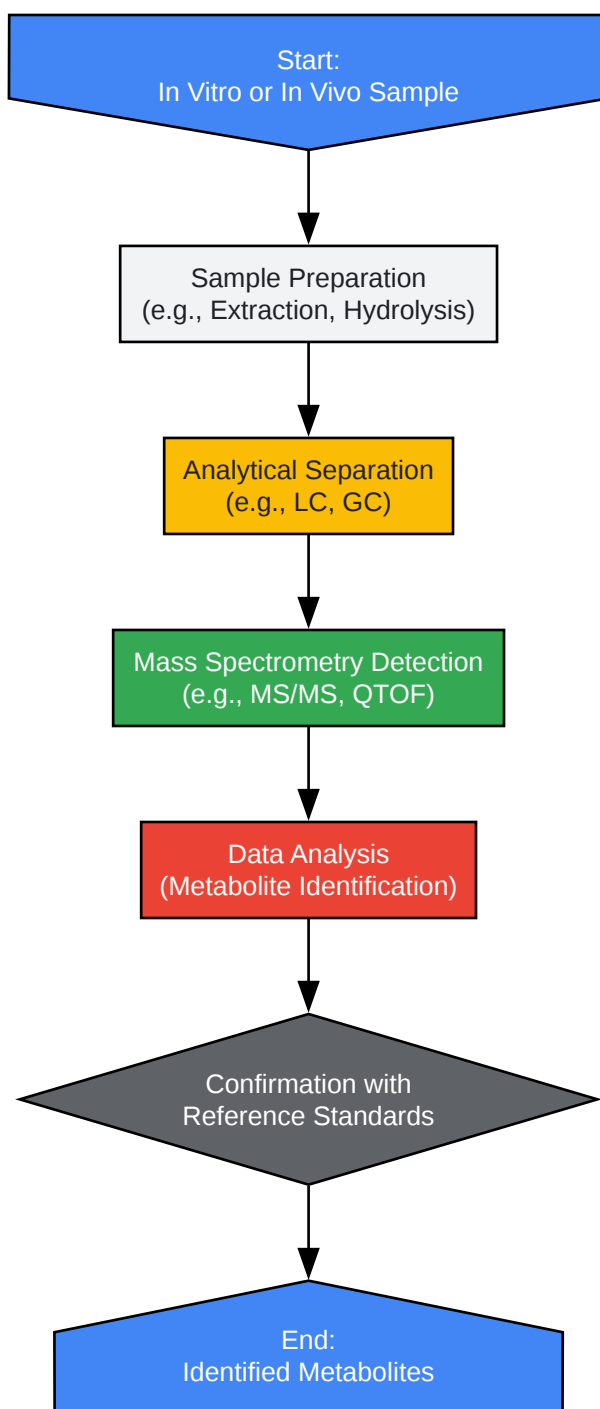 Start:
In Vitro or In Vivo Sample
Sample Preparation
(e.g., Extraction, Hydrolysis)
Analytical Separation
(e.g., LC, GC)
Mass Spectrometry Detection
(e.g., MS/MS, QTOF)
Data Analysis
(Metabolite Identification)
Confirmation with
Reference Standards
End:
Identified Metabolites